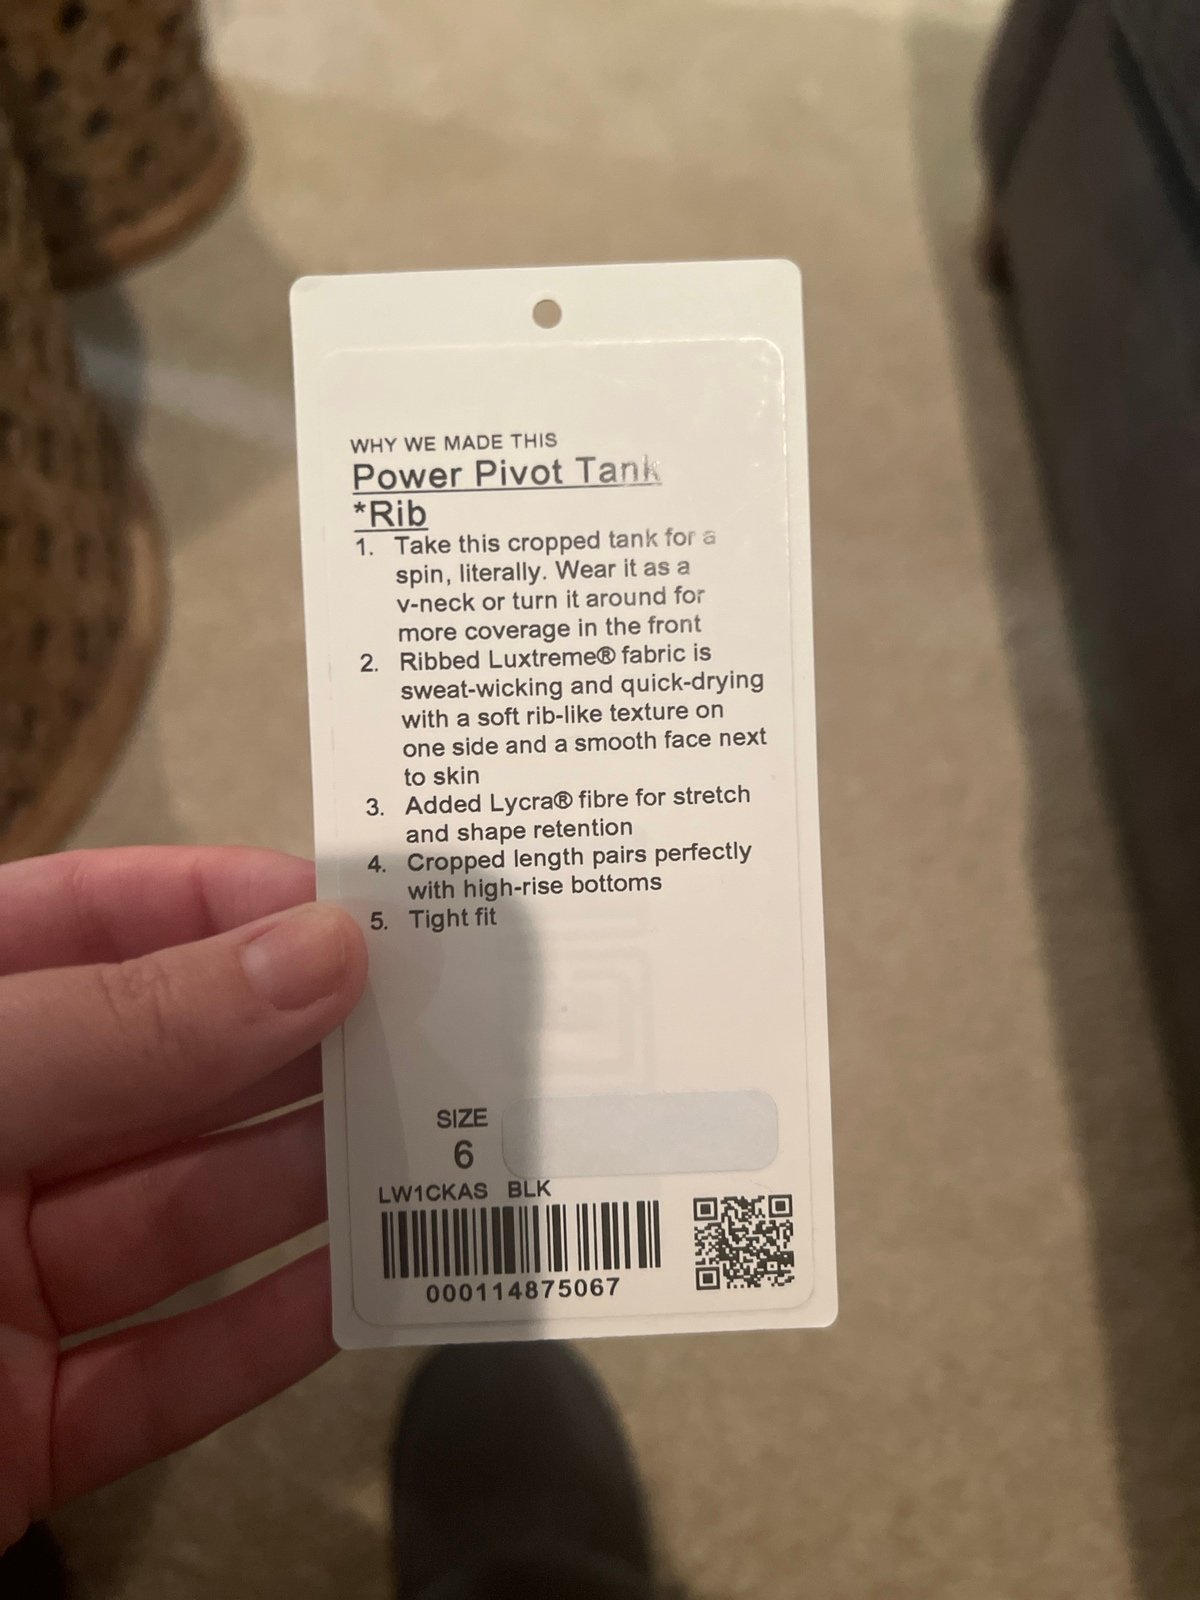 WHY WE MADE THIS
Power Pivot Tank
*Rib
1. Take this cropped tank for a
spin, literally. Wear it as a
v-neck or turn it around for
more coverage in the front
2. Ribbed Luxtreme® fabric is
sweat-wicking and quick-drying
with a soft rib-like texture on
one side and a smooth face next
to skin
3. Added Lycra® fibre for stretch
and shape retention
4. Cropped length pairs perfectly
with high-rise bottoms
5. Tight fit
SIZE
6
LW1CKAS BLK
000114875067